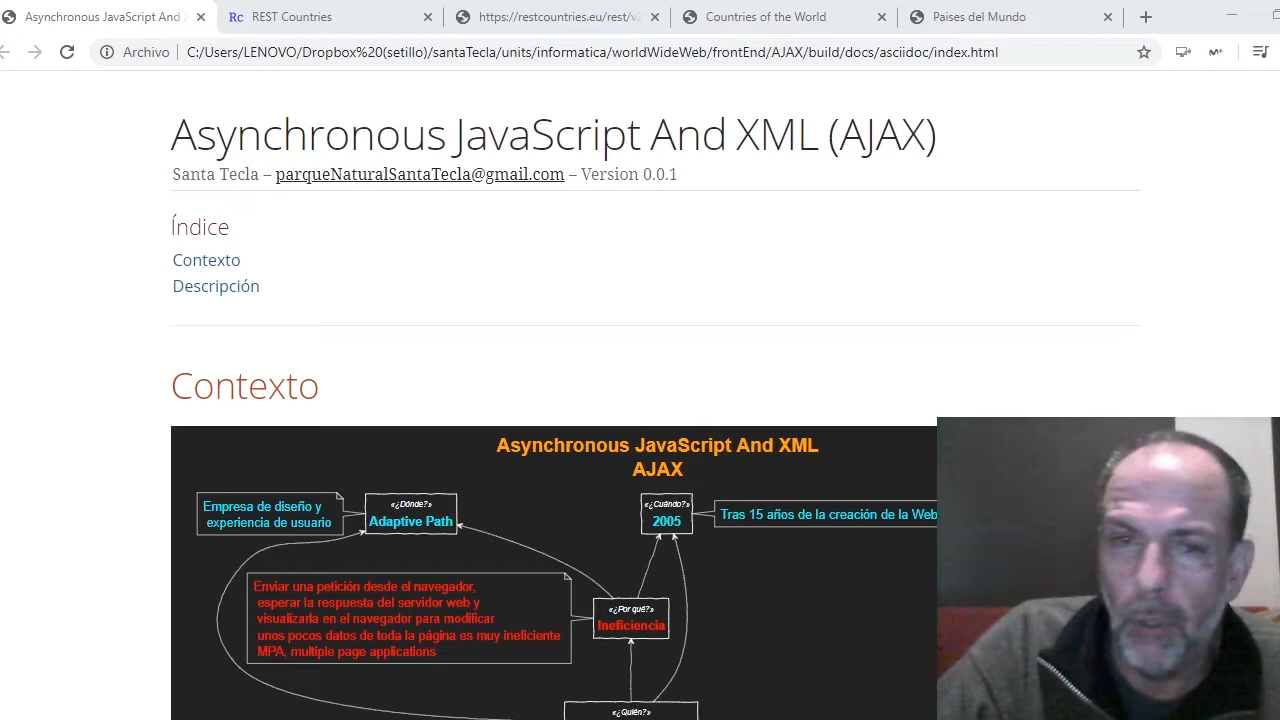 Asynchronous JavaScript And X
REST Countries
https://restcountries.eu/rest/v2
Countries of the World
Paises del Mundo
Archivo
C:/Users/LENOVO/Dropbox%20(setillo)/santaTecla/units/informatica/worldWideWeb/frontEnd/AJAX/build/docs/asciidoc/index.html
Asynchronous JavaScript And XML (AJAX)
Santa Tecla – parqueNaturalSantaTecla@gmail.com – Version 0.0.1
Índice
Contexto
Descripción
Contexto
Asynchronous JavaScript And XML
AJAX
Empresa de diseño y
experiencia de usuario
«¿Dónde?»
Adaptive Path
«¿Cuándo?»
2005
Tras 15 años de la creación de la Web
Enviar una petición desde el navegador,
esperar la respuesta del servidor web y
visualizarla en el navegador para modificar
unos pocos datos de toda la página es muy ineficiente
MPA, multiple page applications
«¿Por qué?»
Ineficiencia
«¿Quién?»